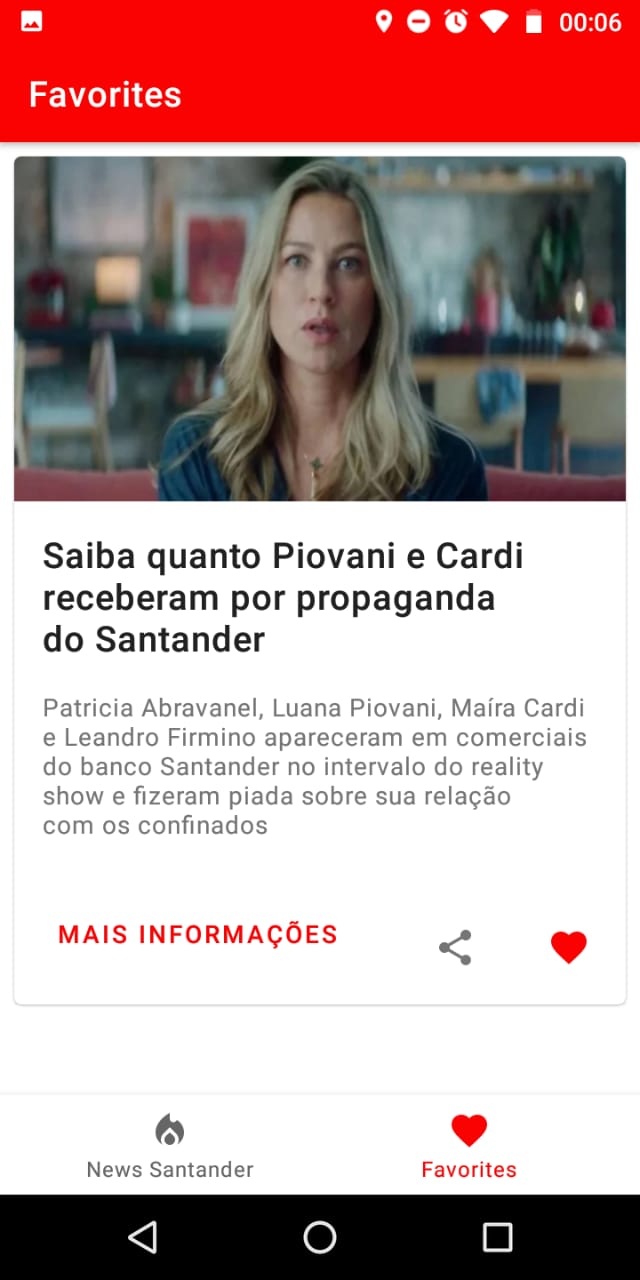 00:06
Favorites
Saiba quanto Piovani e Cardi
receberam por propaganda
do Santander
Patricia Abravanel, Luana Piovani, Maíra Cardi
e Leandro Firmino apareceram em comerciais
do banco Santander no intervalo do reality
show e fizeram piada sobre sua relação
com os confinados
MAIS INFORMAÇÕES
News Santander
Favorites